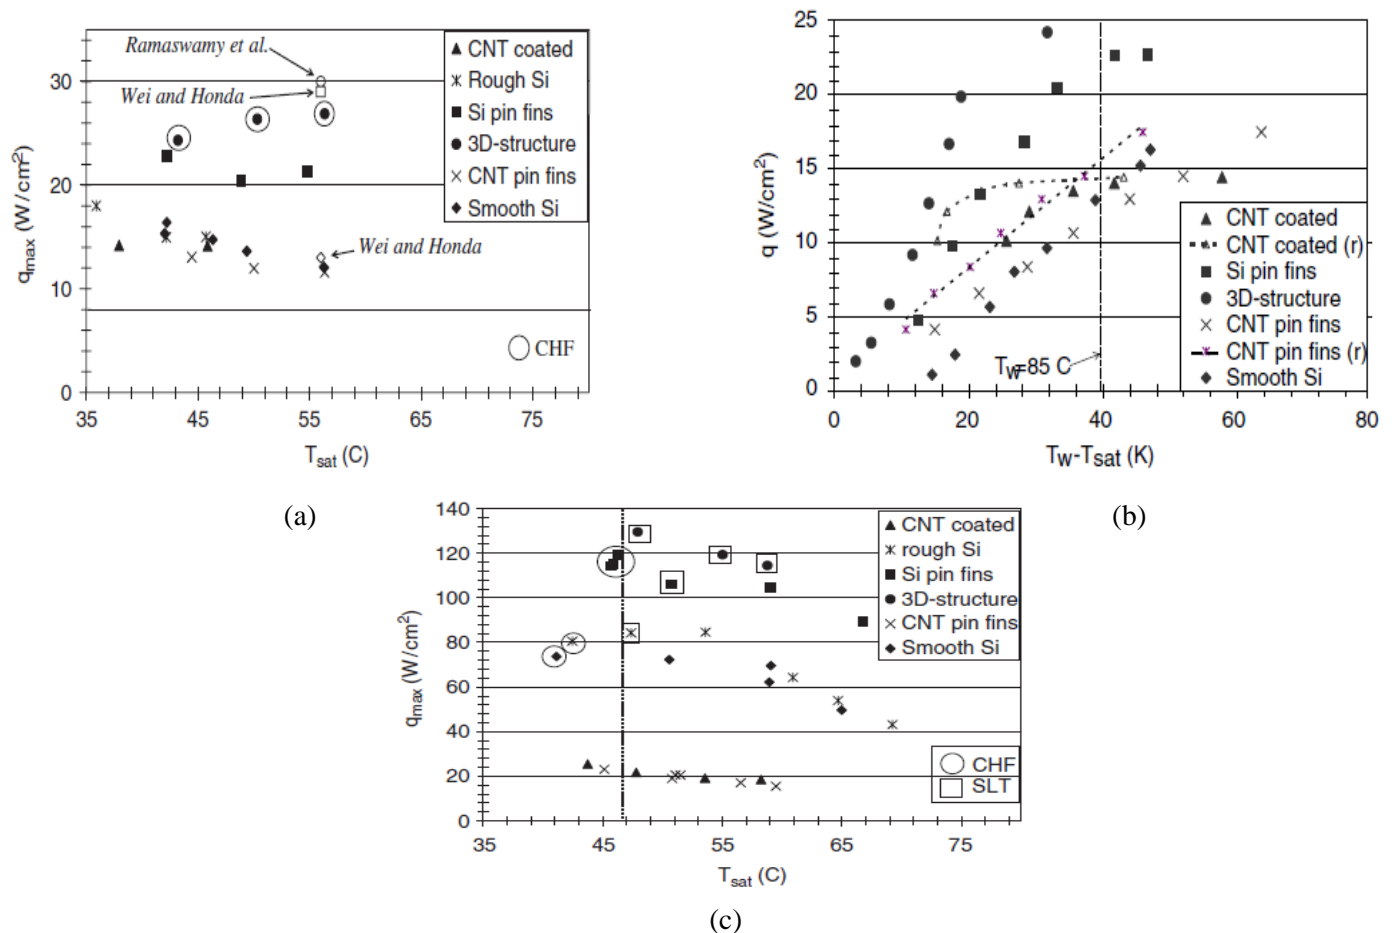 Ramaswamy et al.
Wei and Honda
CNT coated
Rough Si
Si pin fins
3D-structure
CNT pin fins
Smooth Si
Wei and Honda
CHF
30
20
10
0
q_max (W/cm²)
35
45
55
65
75
T_sat (C)
(a)
25
20
15
10
5
0
q (W/cm²)
CNT coated
CNT coated (r)
Si pin fins
3D-structure
CNT pin fins
CNT pin fins (r)
Smooth Si
T_W=85 C
0
20
40
60
80
T_W-T_sat (K)
(b)
140
120
100
80
60
40
20
0
q_max (W/cm²)
CNT coated
rough Si
Si pin fins
3D-structure
CNT pin fins
Smooth Si
CHF
SLT
35
45
55
65
75
T_sat (C)
(c)